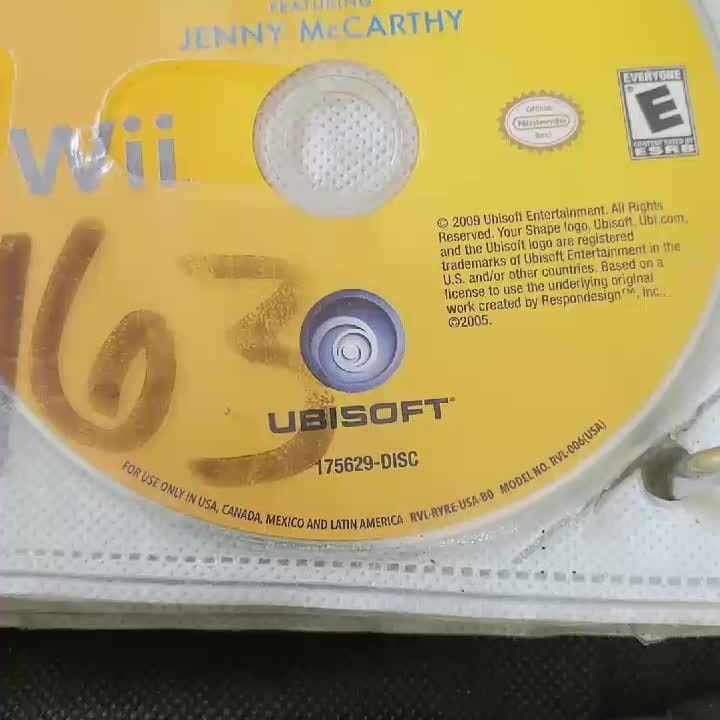 FEATURING
JENNY McCARTHY
Wii
EVERYONE
E
CONTENT RATED BY
ESRB
Official
Nintendo
Seal
© 2009 Ubisoft Entertainment. All Rights
Reserved. Your Shape logo, Ubisoft, Ubi.com,
and the Ubisoft logo are registered
trademarks of Ubisoft Entertainment in the
U.S. and/or other countries. Based on a
license to use the underlying original
work created by Respondesign™, Inc..
©2005.
163
UBISOFT
175629-DISC
FOR USE ONLY IN USA, CANADA, MEXICO AND LATIN AMERICA RVL-RYRE-USA-B0 MODEL NO. RVL-006(USA)